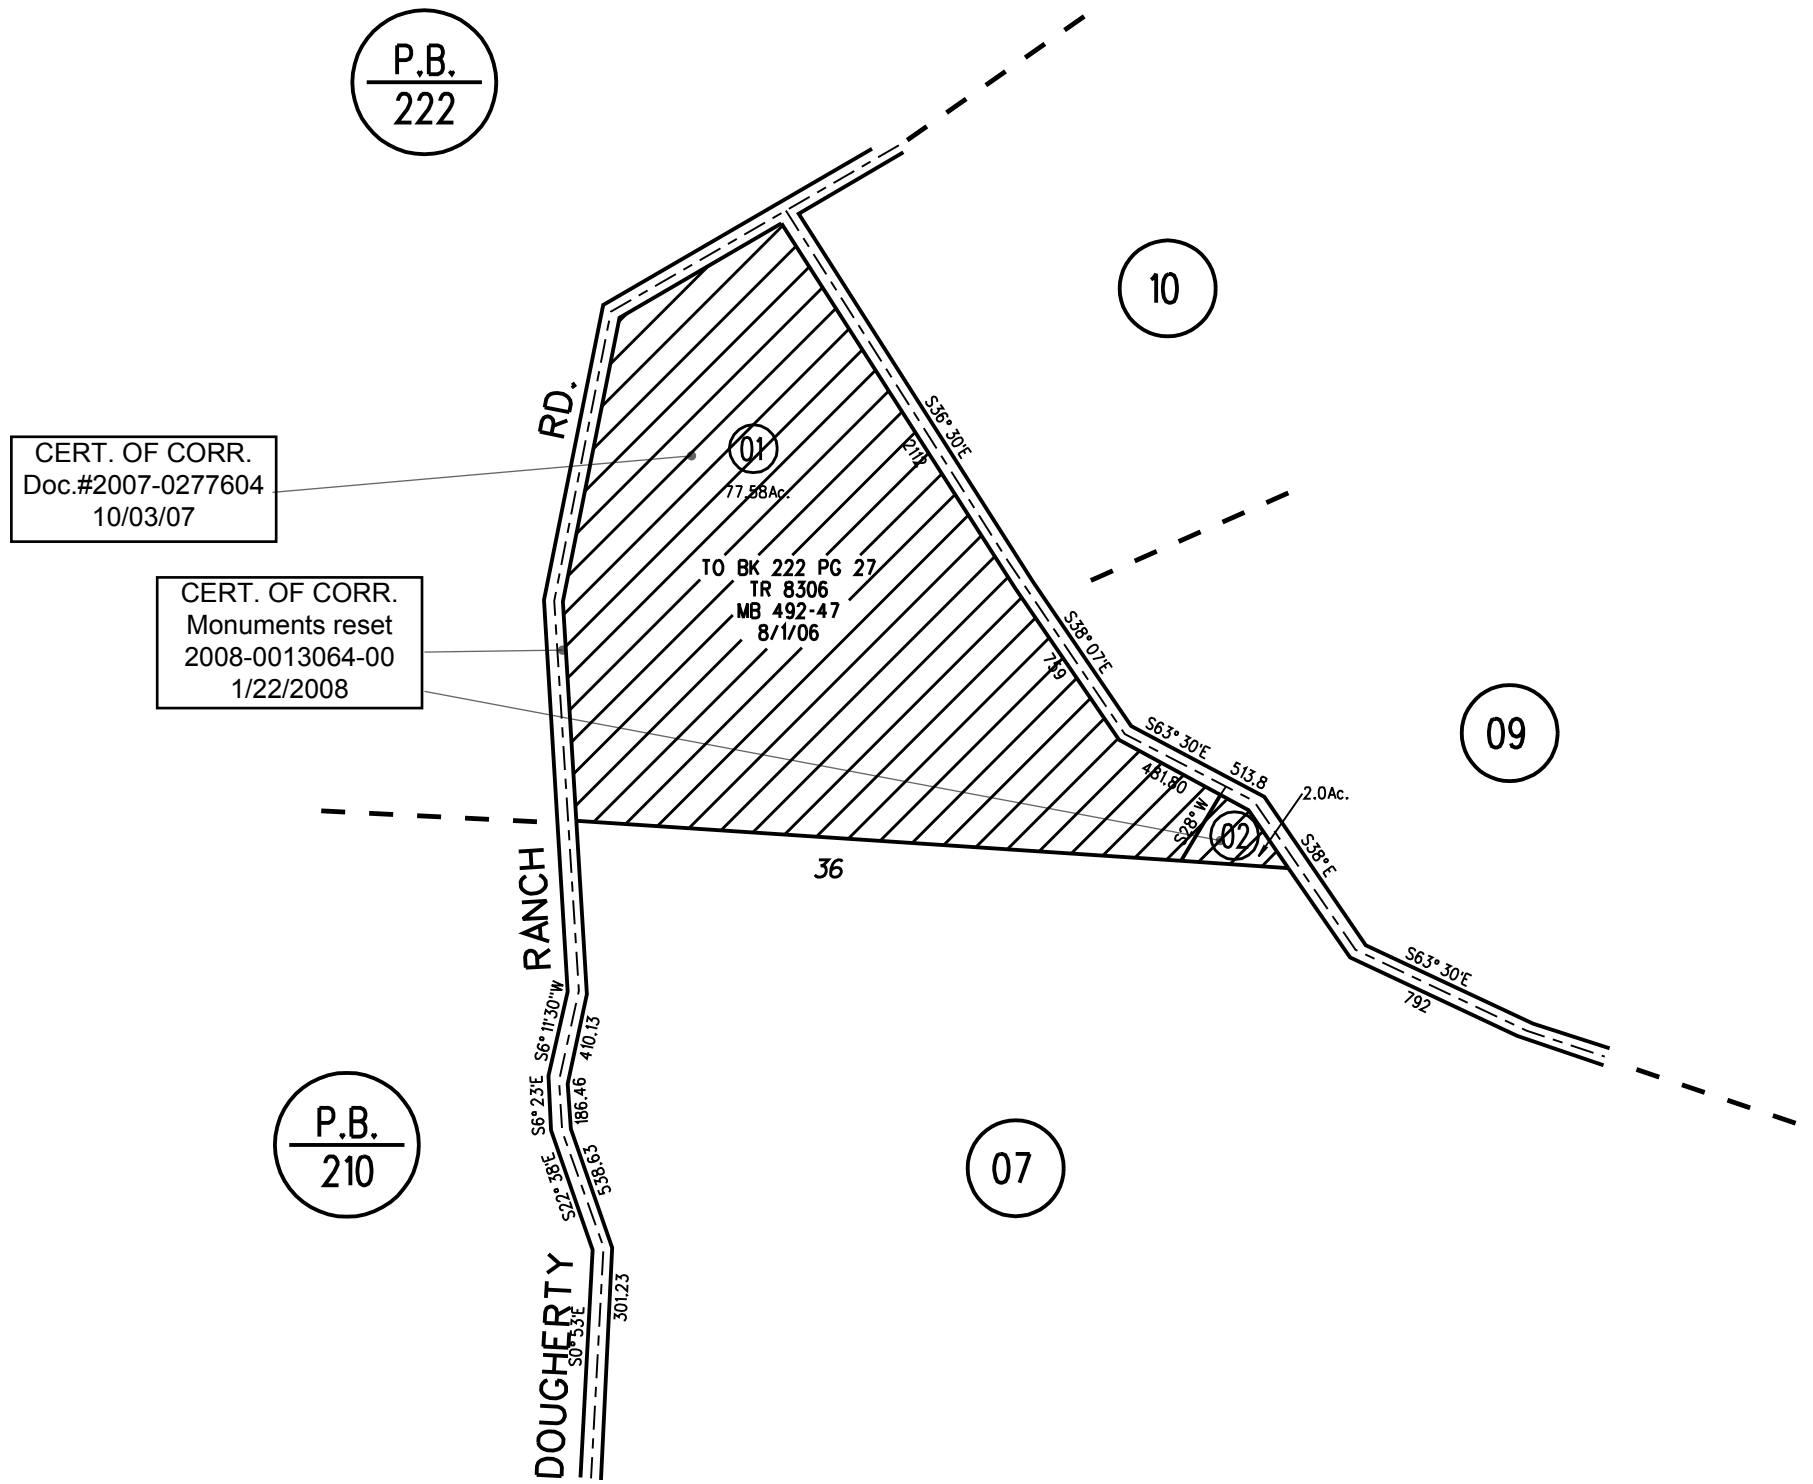 P.B.
222
10
RD.
CERT. OF CORR.
Doc.#2007-0277604
10/03/07
01
77.58Ac.
S36°30'E
2112
TO BK 222 PG 27
TR 8306
MB 492-47
8/1/06
CERT. OF CORR.
Monuments reset
2008-0013064-00
1/22/2008
S38°07'E
759
09
S63°30'E
513.8
481.80
2.0Ac.
S28°W
02
S38°E
36
RANCH
S63°30'E
792
S6°11'30"W
410.13
S6°23'E
186.46
P.B.
210
07
S22°38'E
538.63
DOUGHERTY
S0°53'E
301.23